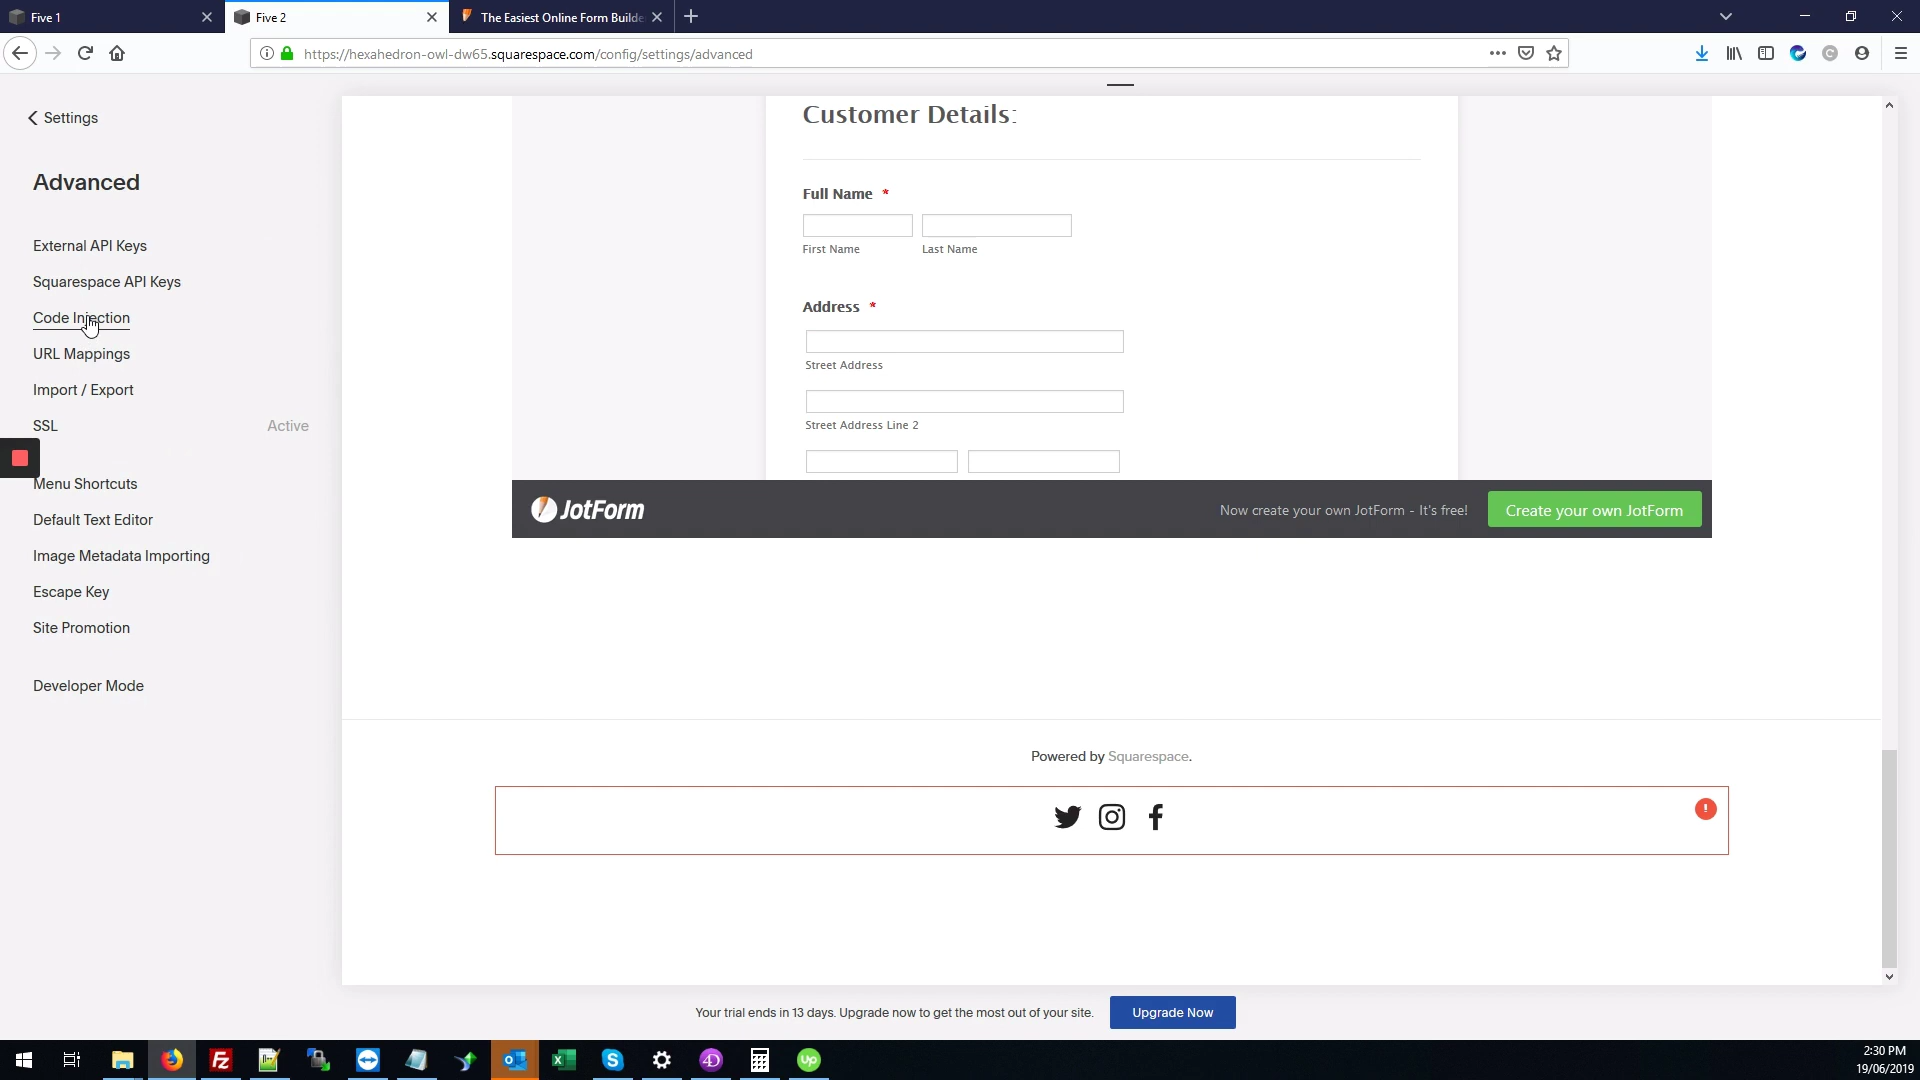 Five 1
Five 2
The Easiest Online Form Builde
https://hexahedron-owl-dw65.squarespace.com/config/settings/advanced
Settings
Advanced
External API Keys
Squarespace API Keys
Code Injection
URL Mappings
Import / Export
SSL Active
Menu Shortcuts
Default Text Editor
Image Metadata Importing
Escape Key
Site Promotion
Developer Mode
Customer Details:
Full Name *
First Name Last Name
Address *
Street Address
Street Address Line 2
JotForm Now create your own JotForm - It's free! Create your own JotForm
Powered by Squarespace.
!
Your trial ends in 13 days. Upgrade now to get the most out of your site. Upgrade Now
2:30 PM
19/06/2019